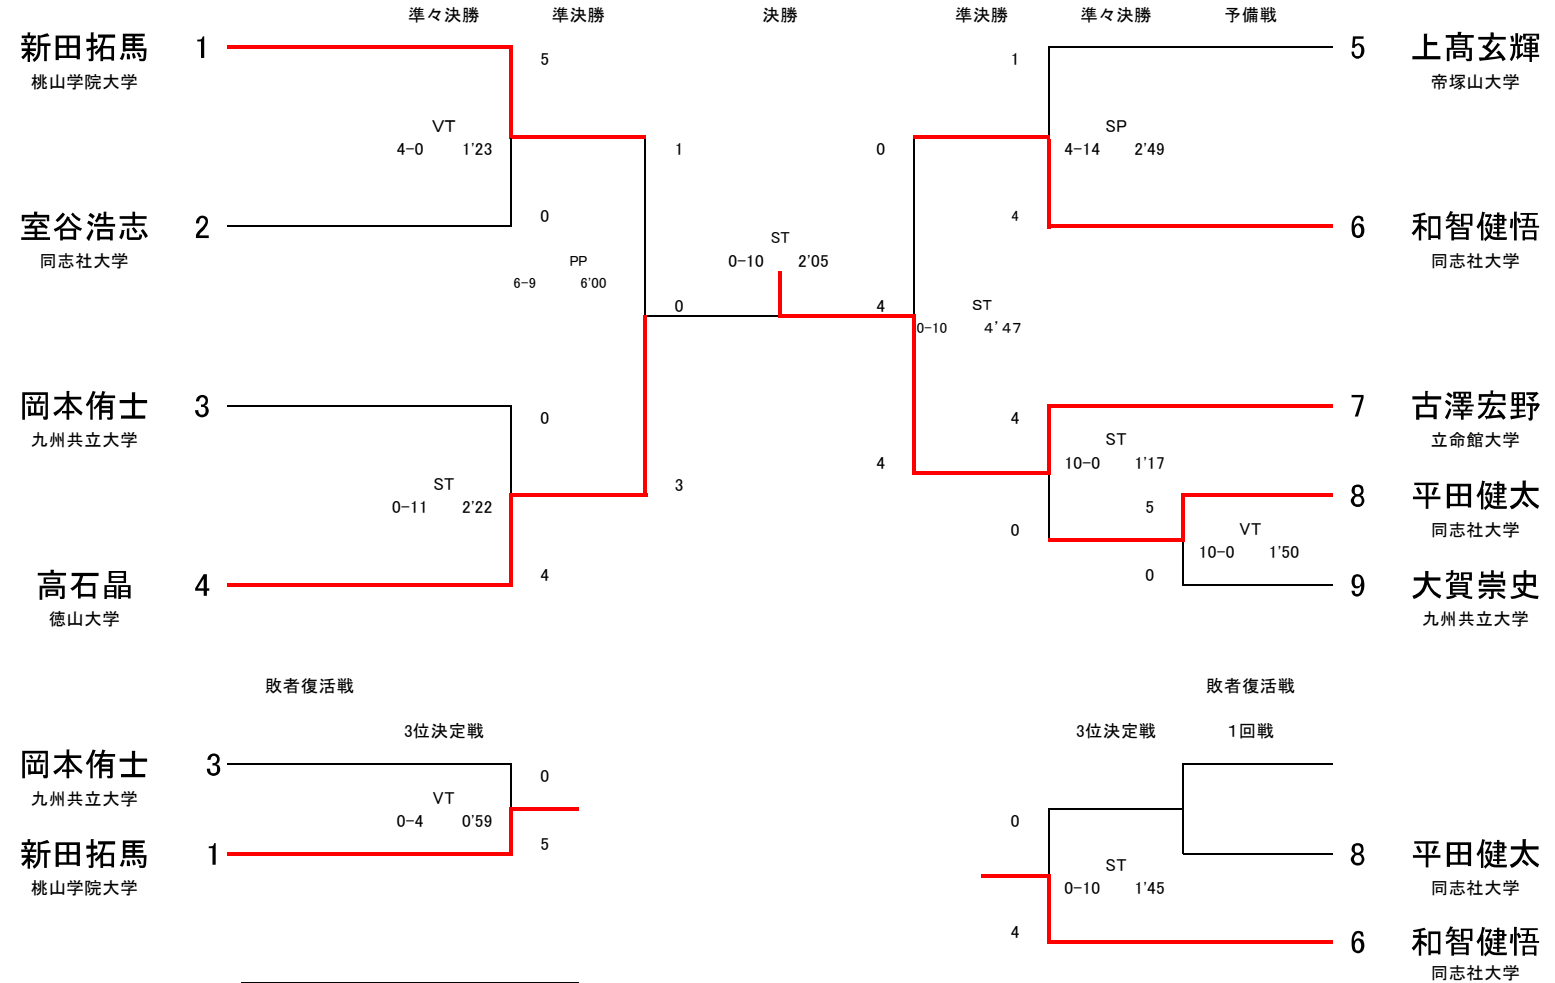 準々決勝 準決勝 決勝 準決勝 準々決勝 予備戦
新田拓馬 1 5 1 5 上髙玄輝
桃山学院大学 帝塚山大学
VT SP
4-0 1'23 1 0 4-14 2'49
室谷浩志 2 0 4 6 和智健悟
同志社大学 ST 同志社大学
PP 0-10 2'05
6-9 6'00 0 4 ST
0-10 4’47
岡本侑士 3 0 4 7 古澤宏野
九州共立大学 ST 立命館大学
4 10-0 1'17
ST 3 5 8 平田健太
0-11 2'22 0 VT 同志社大学
10-0 1'50
高石晶 4 4 0 9 大賀崇史
徳山大学 九州共立大学
敗者復活戦 敗者復活戦
3位決定戦 3位決定戦 1回戦
岡本侑士 3 0
九州共立大学 VT
0-4 0'59 0
新田拓馬 1 5 8 平田健太
桃山学院大学 ST 同志社大学
0-10 1'45
4 6 和智健悟
同志社大学